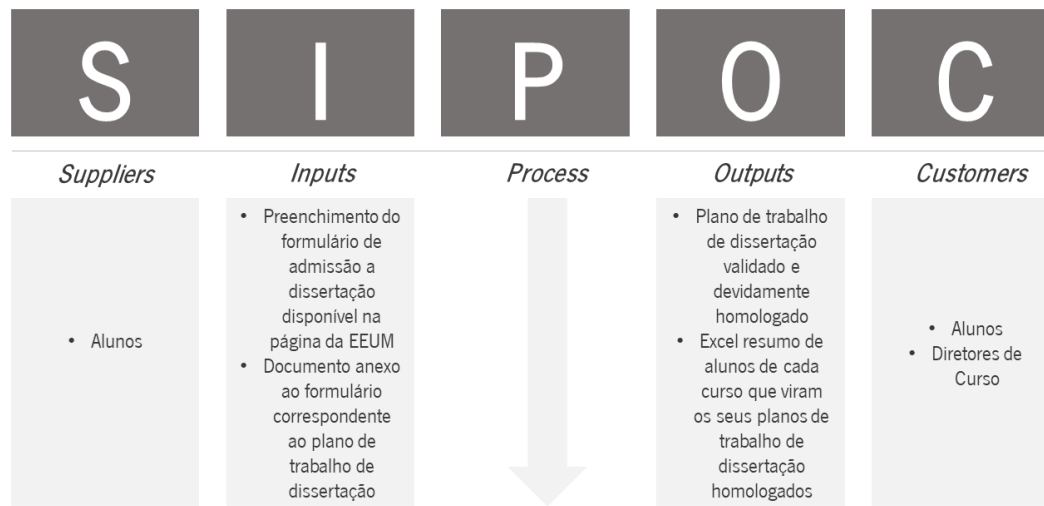 S I P O C
Suppliers Inputs Process Outputs Customers
• Alunos
• Preenchimento do
formulário de
admissão a
dissertação
disponível na
página da EEUM
• Documento anexo
ao formulário
correspondente
ao plano de
trabalho de
dissertação
• Plano de trabalho
de dissertação
validado e
devidamente
homologado
• Excel resumo de
alunos de cada
curso que viram
os seus planos de
trabalho de
dissertação
homologados
• Alunos
• Diretores de
Curso